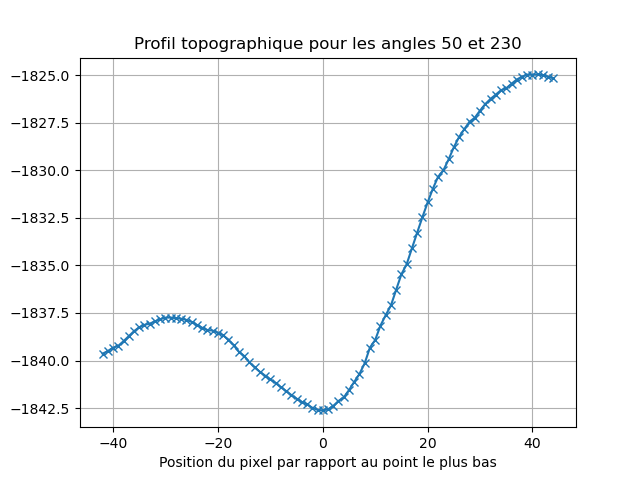 Profil topographique pour les angles 50 et 230
−1825.0
−1827.5
−1830.0
−1832.5
−1835.0
−1837.5
−1840.0
−1842.5
−40 −20 0 20 40
Position du pixel par rapport au point le plus bas